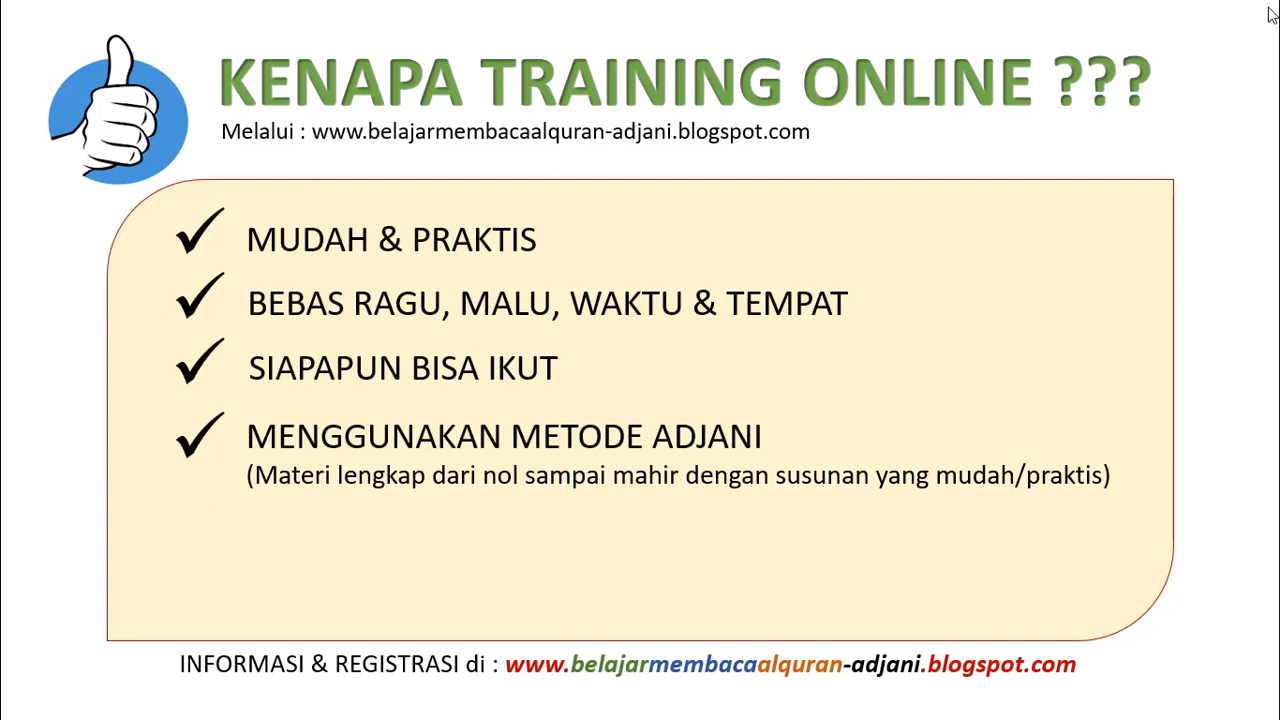 KENAPA TRAINING ONLINE ???
Melalui : www.belajarmembacaalquran-adjani.blogspot.com
MUDAH & PRAKTIS
BEBAS RAGU, MALU, WAKTU & TEMPAT
SIAPAPUN BISA IKUT
MENGGUNAKAN METODE ADJANI
(Materi lengkap dari nol sampai mahir dengan susunan yang mudah/praktis)
INFORMASI & REGISTRASI di : www.belajarmembacaalquran-adjani.blogspot.com